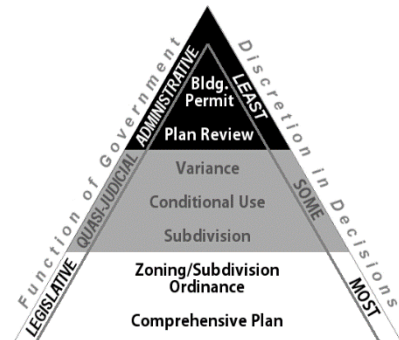 Function of Government
Discretion in Decisions
ADMINISTRATIVE
LEAST
Bldg.
Permit
Plan Review
QUASI-JUDICIAL
SOME
Variance
Conditional Use
Subdivision
LEGISLATIVE
MOST
Zoning/Subdivision
Ordinance
Comprehensive Plan